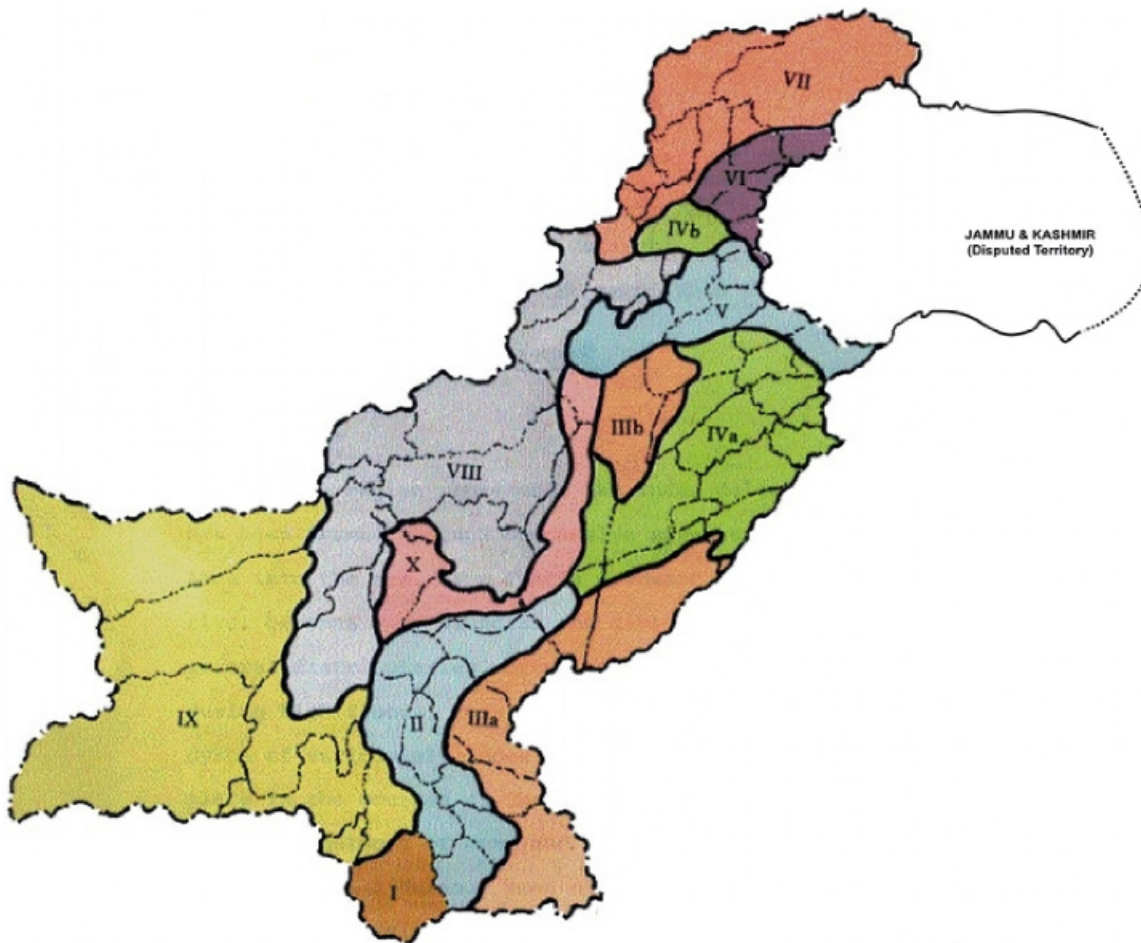 VII
VI
IVb
JAMMU & KASHMIR
(Disputed Territory)
V
IIIb
IVa
VIII
X
IX
II
IIIa
I